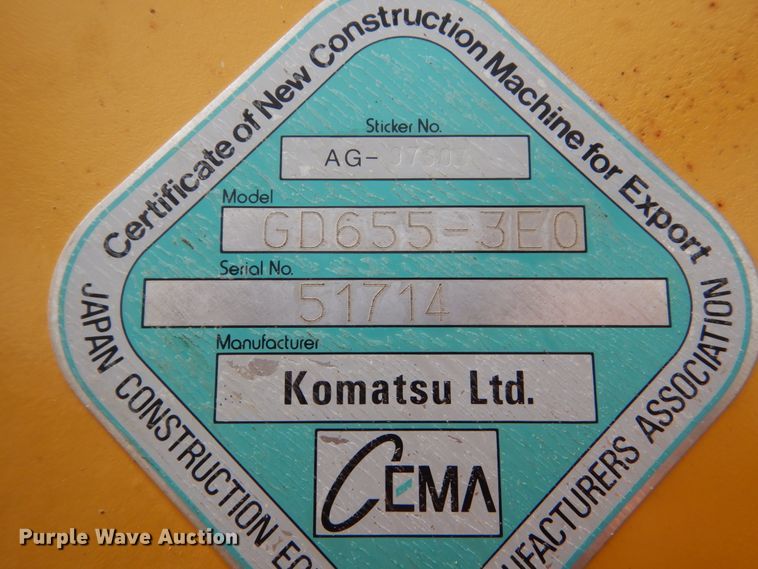 Certificate of New Construction Machine for Export
Sticker No.
AG-
Model
GD655-3E0
Serial No.
51714
Manufacturer
Komatsu Ltd.
CEMA
JAPAN CONSTRUCTION
ASSOCIATION
Purple Wave Auction